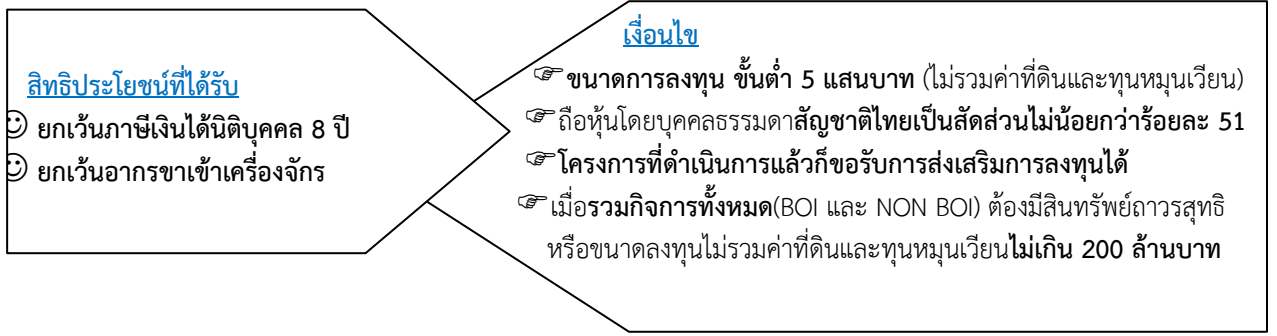 สิทธิประโยชน์ที่ได้รับ
☺ ยกเว้นภาษีเงินได้นิติบุคคล 8 ปี
☺ ยกเว้นอากรขาเข้าเครื่องจักร
เงื่อนไข
☞ ขนาดการลงทุน ขั้นต่ำ 5 แสนบาท (ไม่รวมค่าที่ดินและทุนหมุนเวียน)
☞ ถือหุ้นโดยบุคคลธรรมดาสัญชาติไทยเป็นสัดส่วนไม่น้อยกว่าร้อยละ 51
☞ โครงการที่ดำเนินการแล้วก็ขอรับการส่งเสริมการลงทุนได้
☞ เมื่อรวมกิจการทั้งหมด(BOI และ NON BOI) ต้องมีสินทรัพย์ถาวรสุทธิ
หรือขนาดลงทุนไม่รวมค่าที่ดินและทุนหมุนเวียนไม่เกิน 200 ล้านบาท